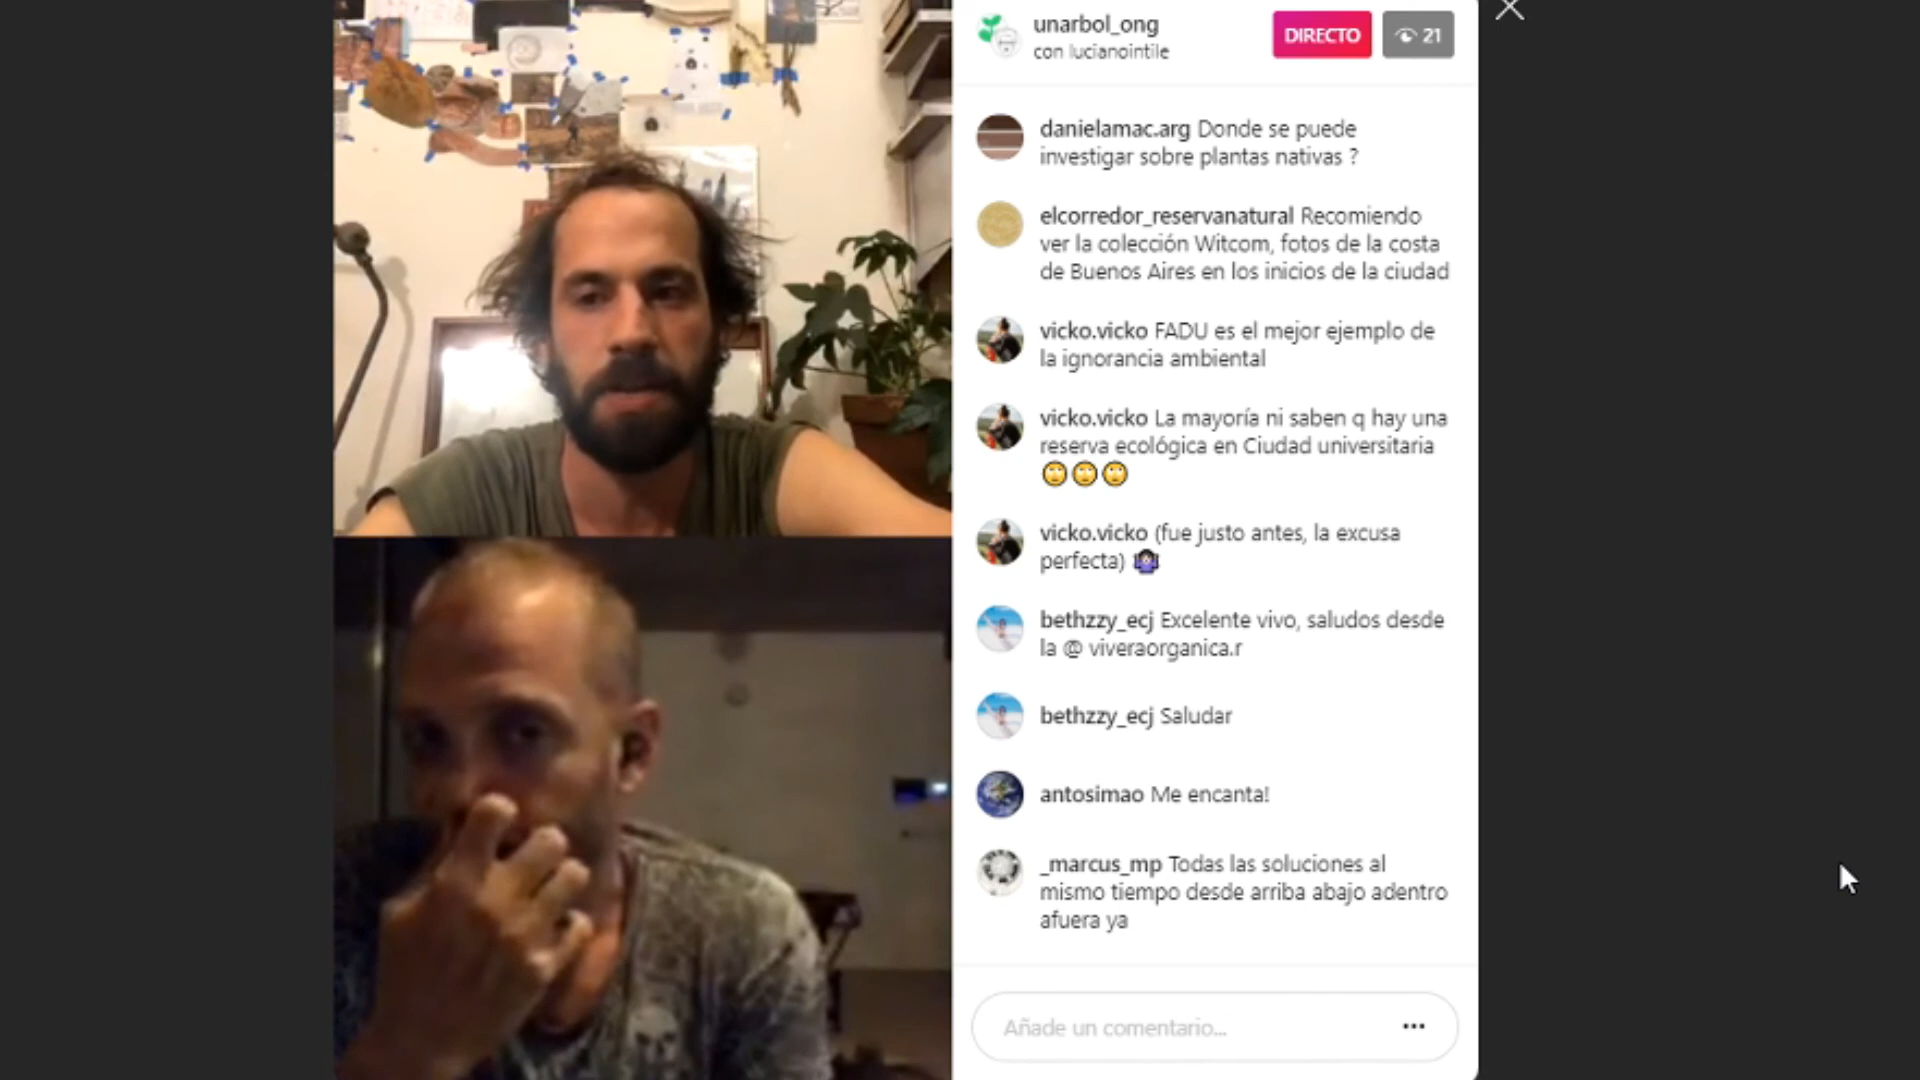 unarbol_ong
con lucianointile
DIRECTO
21
danielamac.arg Donde se puede
investigar sobre plantas nativas ?
elcorredor_reservanatural Recomiendo
ver la colección Witcom, fotos de la costa
de Buenos Aires en los inicios de la ciudad
vicko.vicko FADU es el mejor ejemplo de
la ignorancia ambiental
vicko.vicko La mayoría ni saben q hay una
reserva ecológica en Ciudad universitaria
🙄🙄🙄
vicko.vicko (fue justo antes, la excusa
perfecta) 🤷🏻‍♀️
bethzzy_ecj Excelente vivo, saludos desde
la @ viveraorganica.r
bethzzy_ecj Saludar
antosimao Me encanta!
_marcus_mp Todas las soluciones al
mismo tiempo desde arriba abajo adentro
afuera ya
Añade un comentario...